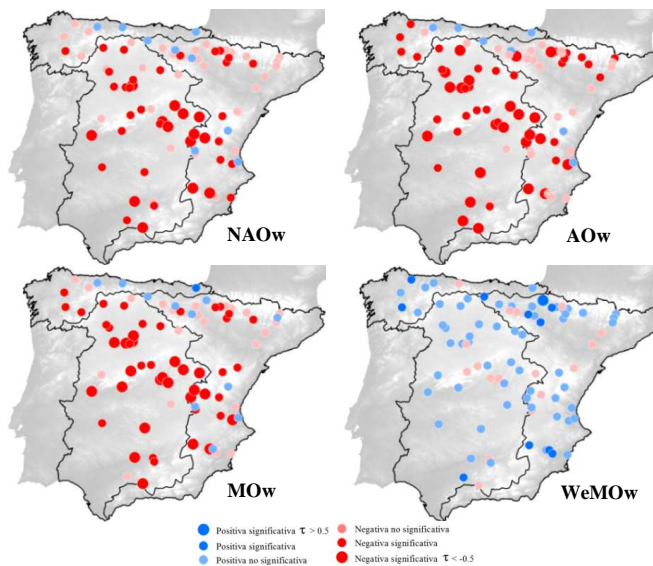 NAOw
AOw
MOw
WeMOw
Positiva significativa τ > 0.5
Negativa no significativa
Positiva significativa
Negativa significativa
Positiva no significativa
Negativa significativa τ < -0.5